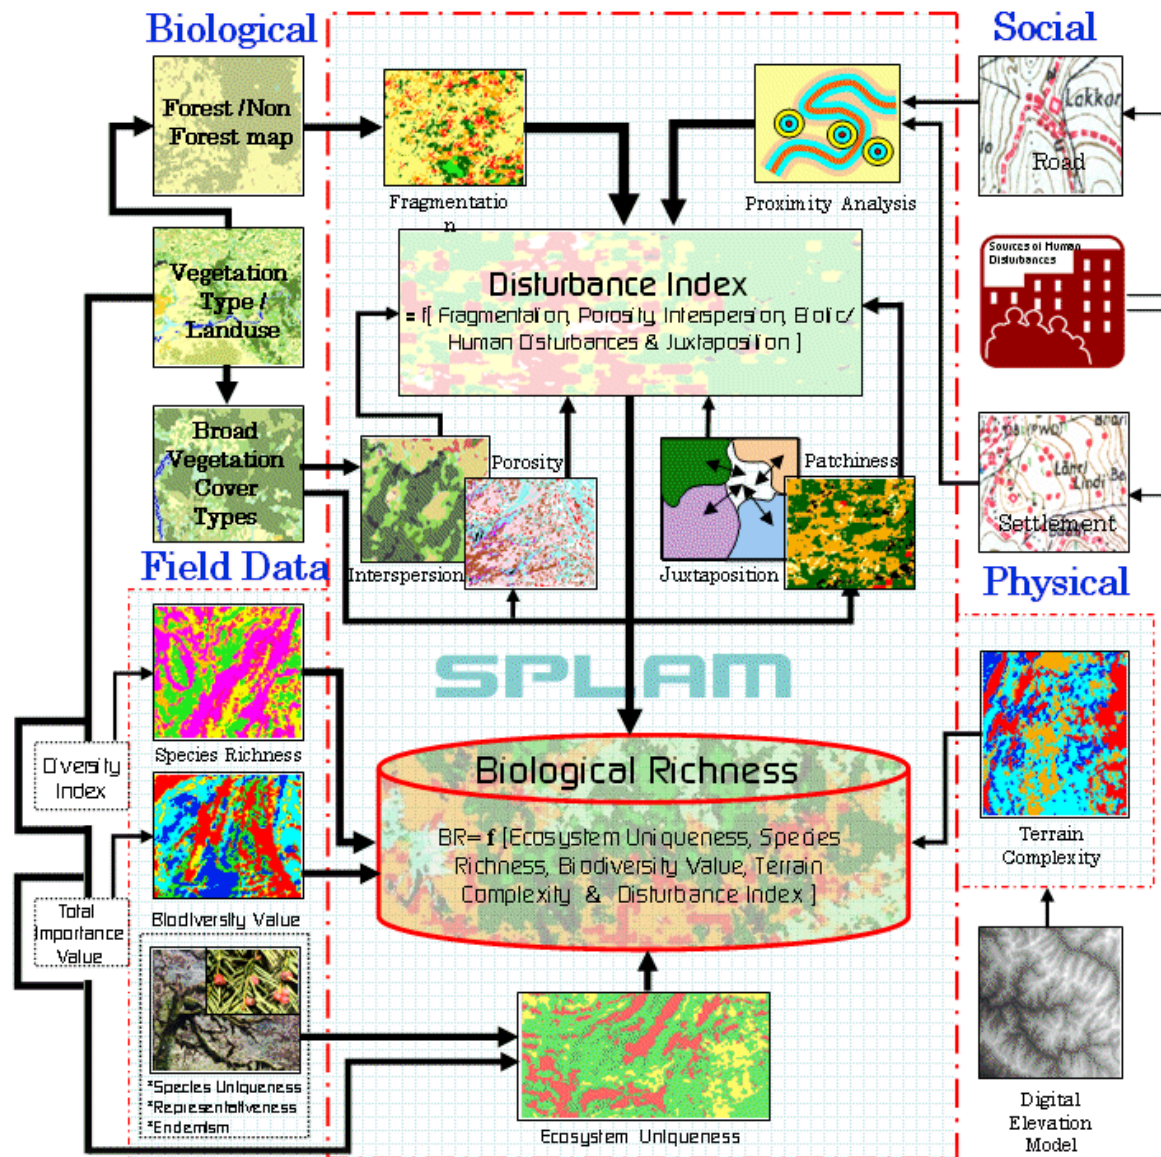 Biological
Social
Forest /Non
Forest map
Fragmentatio
n
Proximity Analysis
Lakkar
Road
Vegetation
Type /
Landuse
Disturbance Index
= f[ Fragmentation, Porosity, Interspersion, Biotic/
Human Disturbances & Juxtaposition ]
Sources of Human
Disturbances
Broad
Vegetation
Cover
Types
Porosity
Interspersion
Patchiness
Juxtaposition
Settlement
Field Data
Physical
SPLAM
Species Richness
Diversity
Index
Biological Richness
BR= f [Ecosystem Uniqueness, Species
Richness, Biodiversity Value, Terrain
Complexity & Disturbance Index ]
Terrain
Complexity
Total
Importance
Value
Biodiversity Value
*Species Uniqueness
*Representativeness
*Endemism
Ecosystem Uniqueness
Digital
Elevation
Model